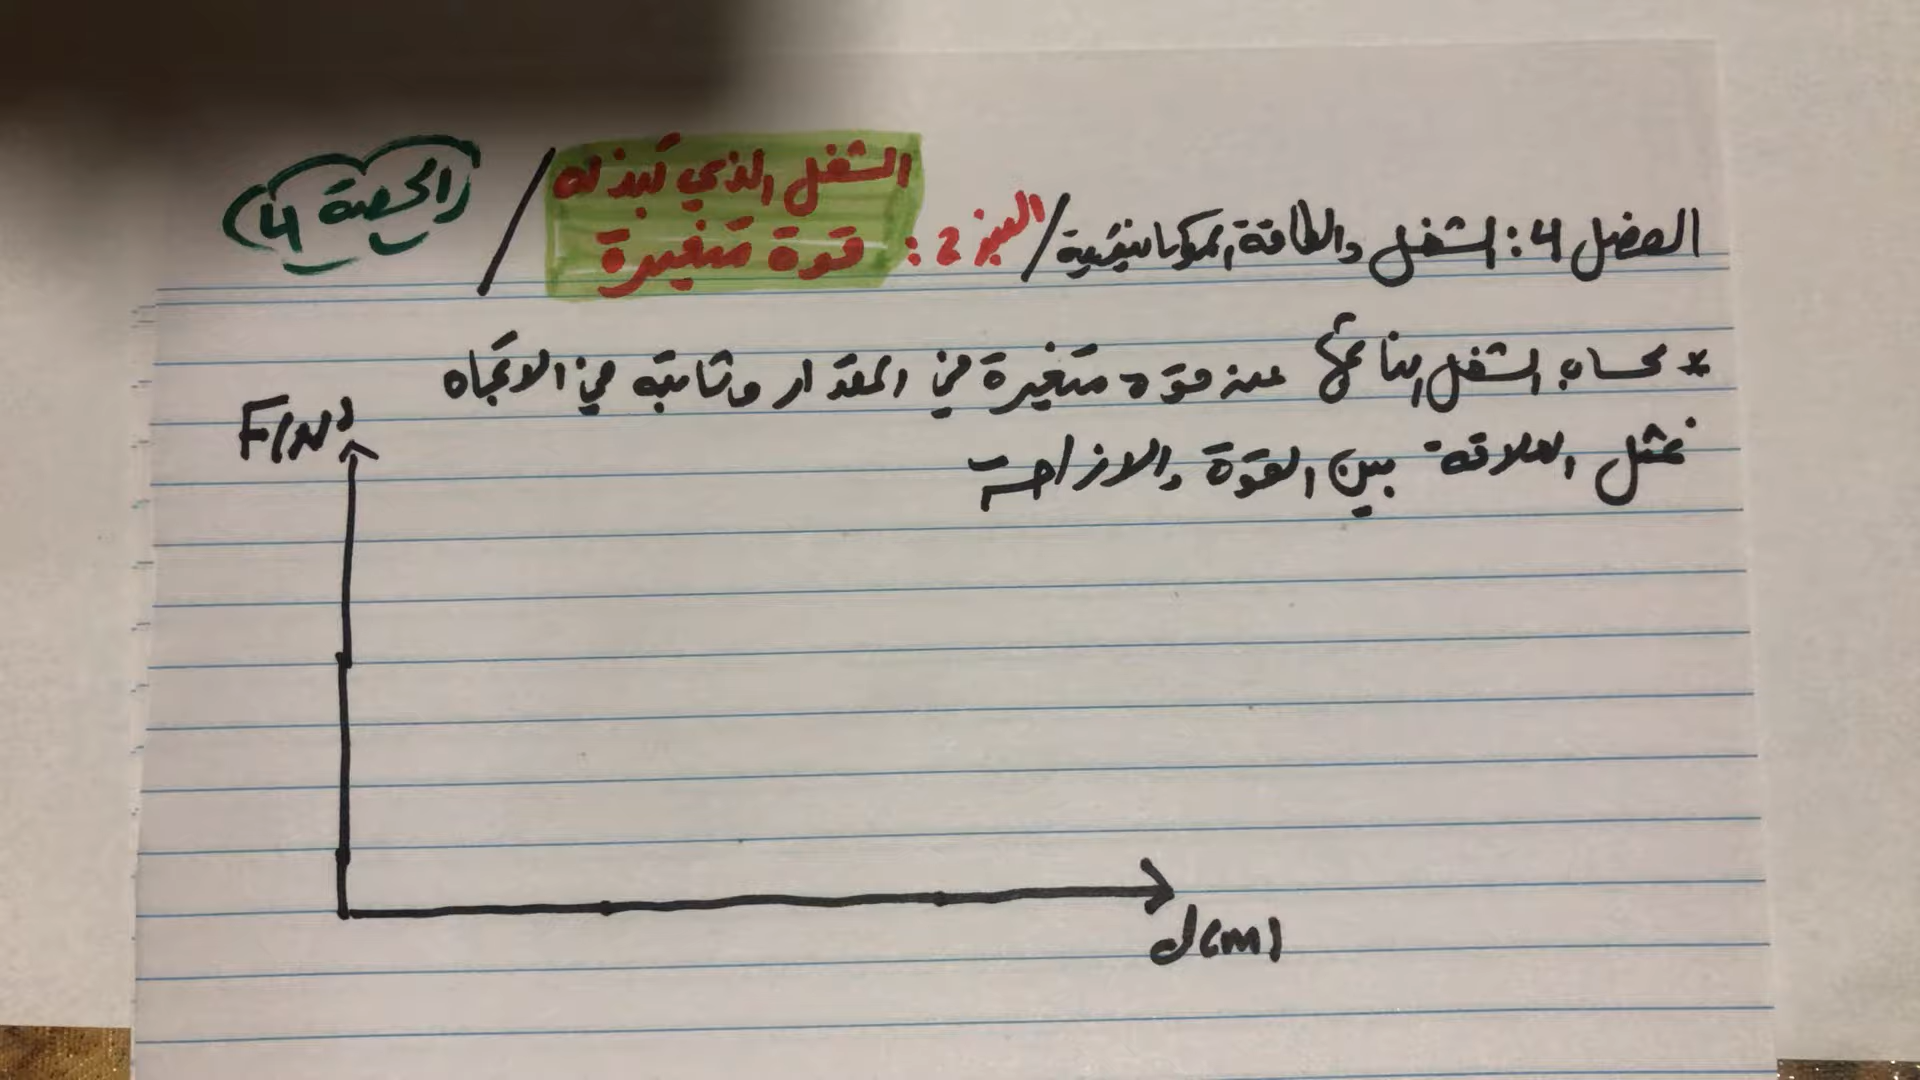 الفصل 4: الشغل والطاقة الميكانيكية / البند 2: الشغل الذي تبذله / الحصة 4
قوة متغيرة
* حساب الشغل الناتج عن قوة متغيرة في المقدار وثابتة في الاتجاه
نمثل العلاقة بين القوة والازاحة
F(N)
d(m)